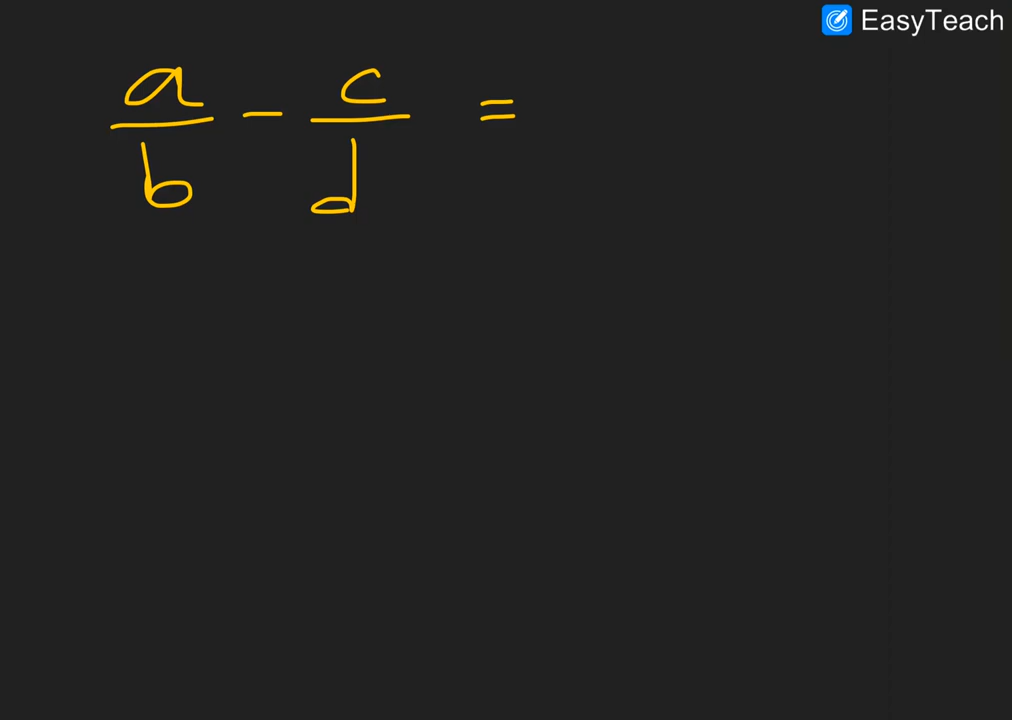 EasyTeach
a/b - c/d =